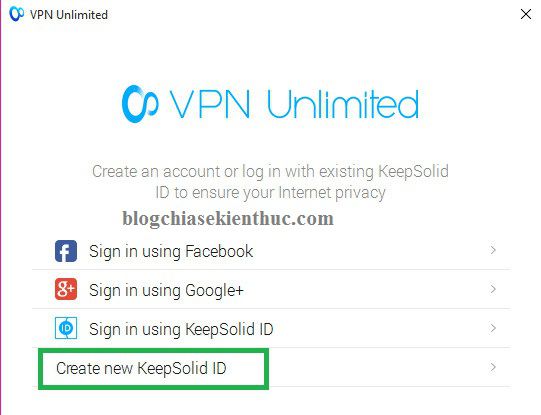 VPN Unlimited
VPN Unlimited
Create an account or log in with existing KeepSolid
ID to ensure your Internet privacy
blogchiasekienthuc.com
Sign in using Facebook
Sign in using Google+
Sign in using KeepSolid ID
Create new KeepSolid ID